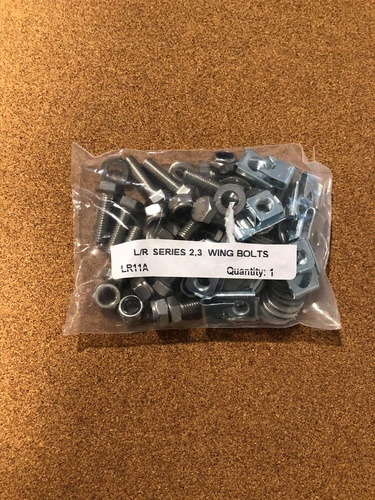 L/R SERIES 2,3 WING BOLTS
LR11A Quantity: 1